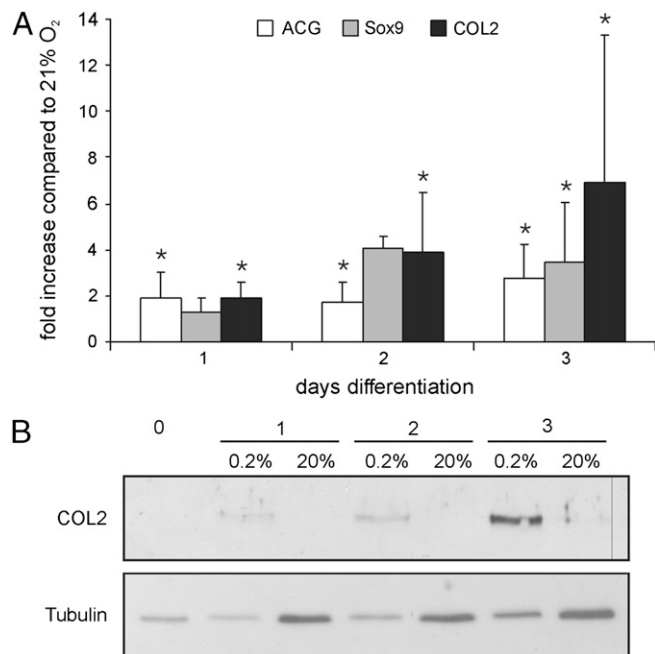 A
fold increase compared to 21% O₂
14
12
10
8
6
4
2
0
ACG Sox9 COL2
* *
* *
* * *
1 2 3
days differentiation
B
0 1 2 3
0.2% 20% 0.2% 20% 0.2% 20%
COL2
Tubulin